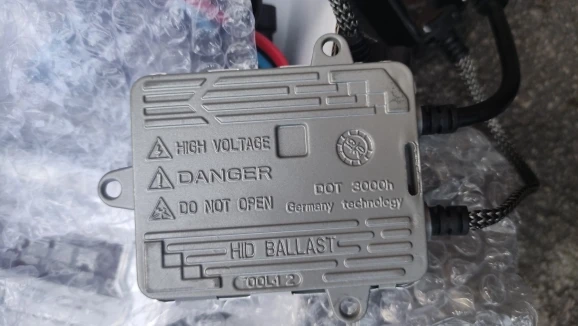 HIGH VOLTAGE
DANGER
DO NOT OPEN
DOT 3000h
Germany technology
HID BALLAST